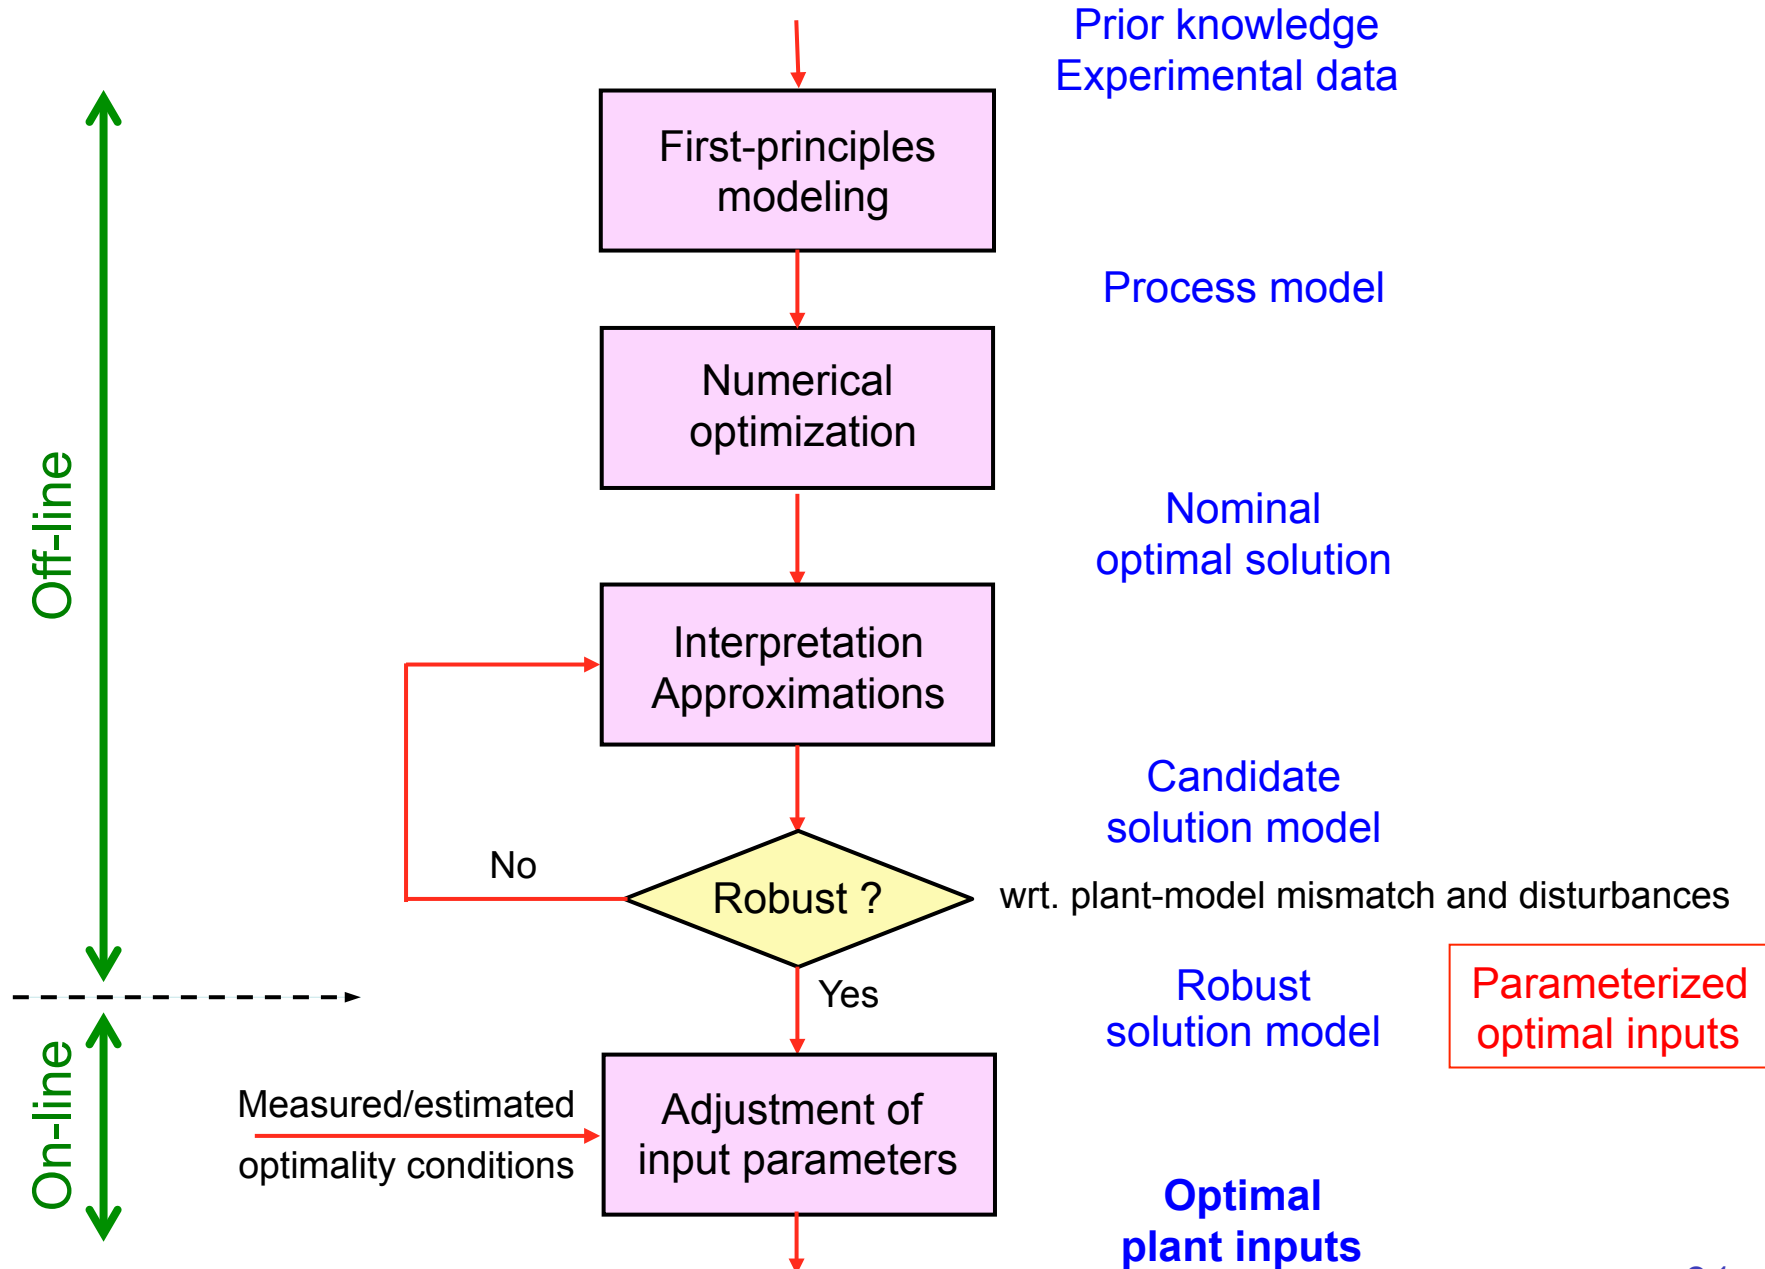 Prior knowledge
Experimental data
First-principles
modeling
Process model
Numerical
optimization
Nominal
optimal solution
Off-line
Interpretation
Approximations
Candidate
solution model
No
Robust ?
wrt. plant-model mismatch and disturbances
Yes
Robust
solution model
Parameterized
optimal inputs
On-line
Measured/estimated
optimality conditions
Adjustment of
input parameters
Optimal
plant inputs